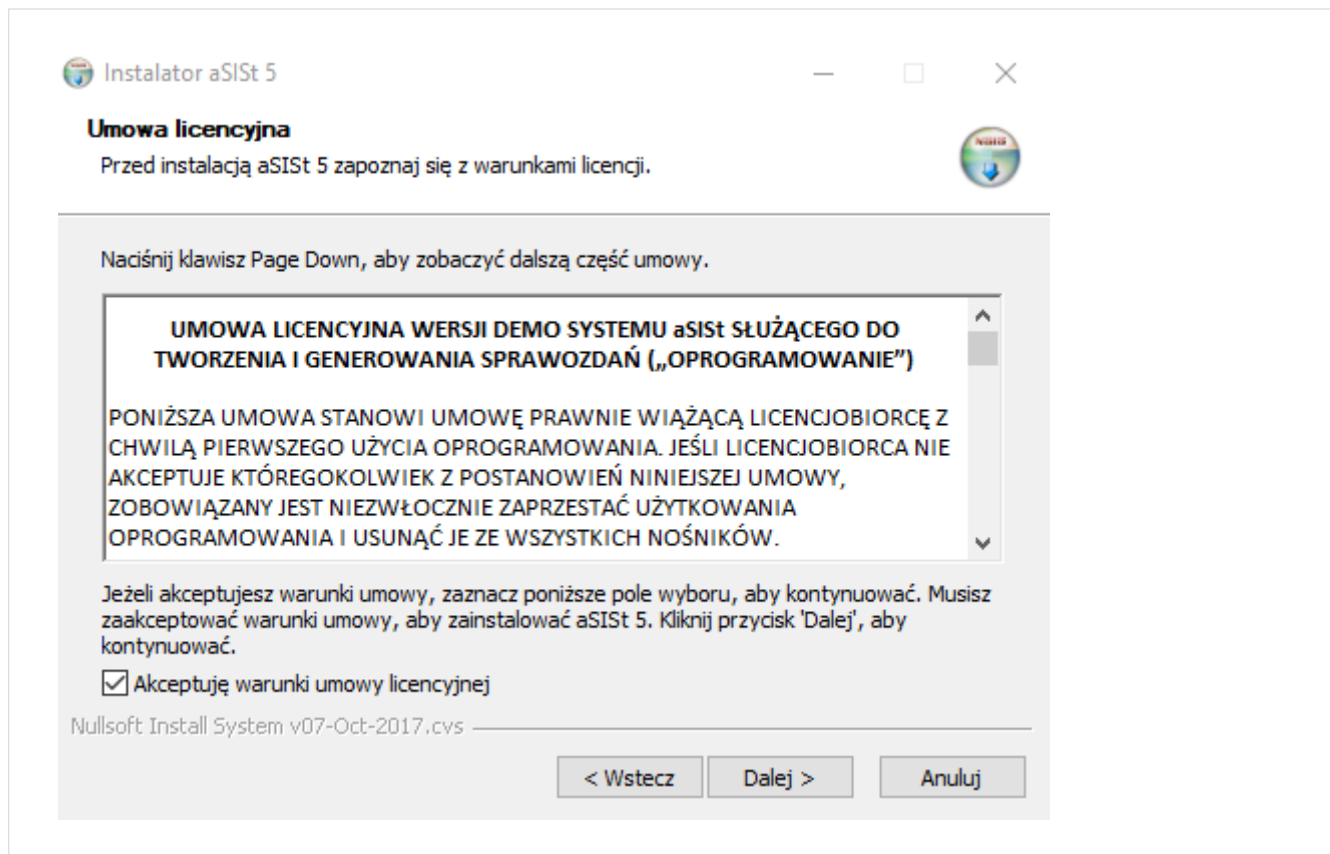 Instalator aSISt 5
Umowa licencyjna
Przed instalacją aSISt 5 zapoznaj się z warunkami licencji.
NSIS
Naciśnij klawisz Page Down, aby zobaczyć dalszą część umowy.
UMOWA LICENCYJNA WERSJI DEMO SYSTEMU aSISt SŁUŻĄCEGO DO
TWORZENIA I GENEROWANIA SPRAWOZDAŃ („OPROGRAMOWANIE”)
PONIŻSZA UMOWA STANOWI UMOWĘ PRAWNIE WIĄŻĄCĄ LICENCJOBIORCĘ Z
CHWILĄ PIERWSZEGO UŻYCIA OPROGRAMOWANIA. JEŚLI LICENCJOBIORCA NIE
AKCEPTUJE KTÓREGOKOLWIEK Z POSTANOWIEŃ NINIEJSZEJ UMOWY,
ZOBOWIĄZANY JEST NIEZWŁOCZNIE ZAPRZESTAĆ UŻYTKOWANIA
OPROGRAMOWANIA I USUNĄĆ JE ZE WSZYSTKICH NOŚNIKÓW.
Jeżeli akceptujesz warunki umowy, zaznacz poniższe pole wyboru, aby kontynuować. Musisz
zaakceptować warunki umowy, aby zainstalować aSISt 5. Kliknij przycisk 'Dalej', aby
kontynuować.
Akceptuję warunki umowy licencyjnej
Nullsoft Install System v07-Oct-2017.cvs
< Wstecz Dalej > Anuluj